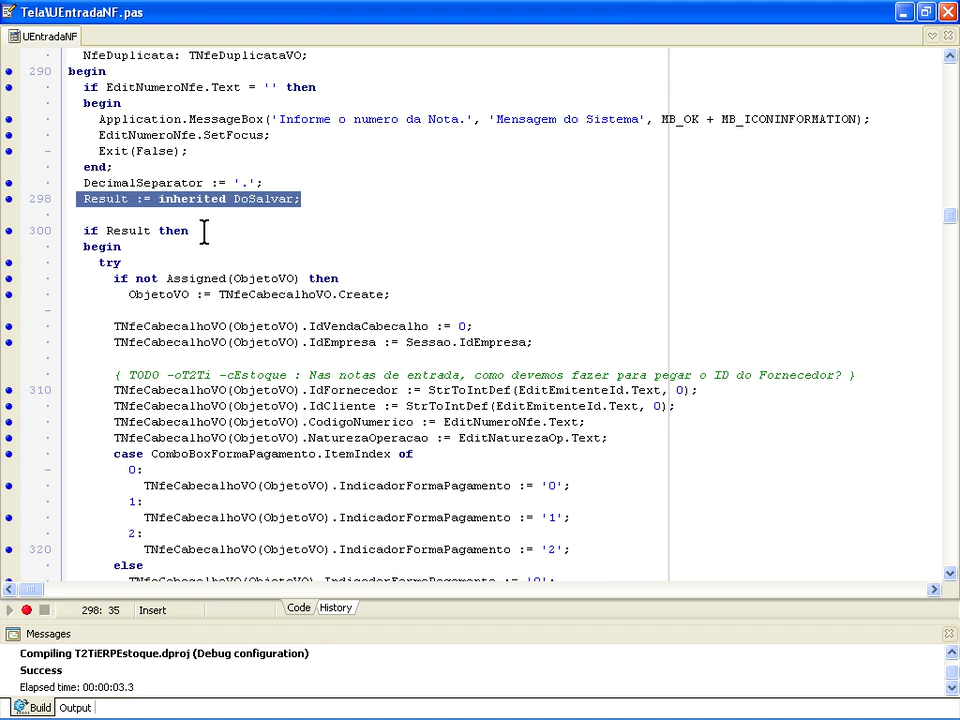 Tela\UEntradaNF.pas
UEntradaNF
NfeDuplicata: TNfeDuplicataVO;
290 begin
if EditNumeroNfe.Text = '' then
begin
Application.MessageBox('Informe o numero da Nota.', 'Mensagem do Sistema', MB_OK + MB_ICONINFORMATION);
EditNumeroNfe.SetFocus;
Exit(False);
end;
DecimalSeparator := '.';
298 Result := inherited DoSalvar;
300 if Result then
begin
try
if not Assigned(ObjetoVO) then
ObjetoVO := TNfeCabecalhoVO.Create;
TNfeCabecalhoVO(ObjetoVO).IdVendaCabecalho := 0;
TNfeCabecalhoVO(ObjetoVO).IdEmpresa := Sessao.IdEmpresa;
{ TODO -oT2Ti -cEstoque : Nas notas de entrada, como devemos fazer para pegar o ID do Fornecedor? }
310 TNfeCabecalhoVO(ObjetoVO).IdFornecedor := StrToIntDef(EditEmitenteId.Text, 0);
TNfeCabecalhoVO(ObjetoVO).IdCliente := StrToIntDef(EditEmitenteId.Text, 0);
TNfeCabecalhoVO(ObjetoVO).CodigoNumerico := EditNumeroNfe.Text;
TNfeCabecalhoVO(ObjetoVO).NaturezaOperacao := EditNaturezaOp.Text;
case ComboBoxFormaPagamento.ItemIndex of
0:
TNfeCabecalhoVO(ObjetoVO).IndicadorFormaPagamento := '0';
1:
TNfeCabecalhoVO(ObjetoVO).IndicadorFormaPagamento := '1';
2:
320 TNfeCabecalhoVO(ObjetoVO).IndicadorFormaPagamento := '2';
else
TNfeCabecalhoVO(ObjetoVO).IndicadorFormaPagamento := '0';
298: 35 Insert Code History
Messages
Compiling T2TiERPEstoque.dproj (Debug configuration)
Success
Elapsed time: 00:00:03.3
Build Output